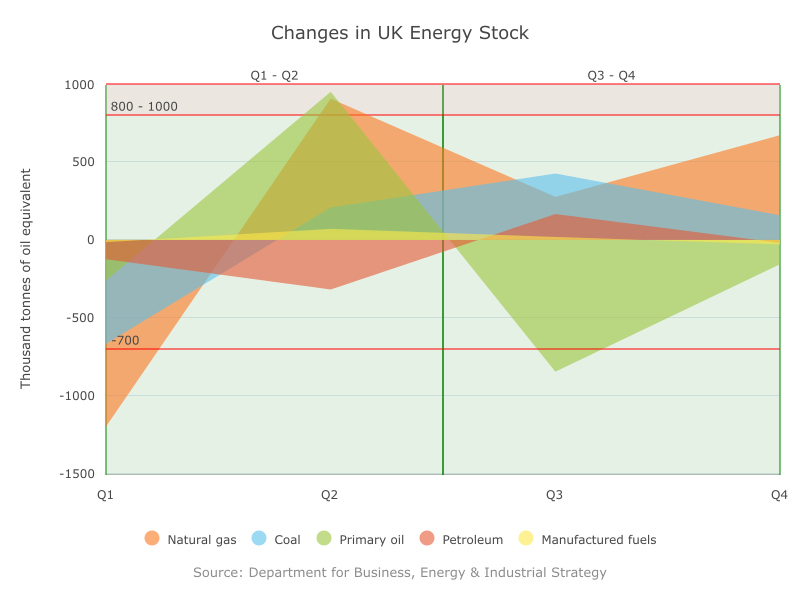 Changes in UK Energy Stock
Q1 - Q2 Q3 - Q4
1000
800 - 1000
500
0
-500
-700
-1000
-1500
Thousand tonnes of oil equivalent
Q1 Q2 Q3 Q4
Natural gas Coal Primary oil Petroleum Manufactured fuels
Source: Department for Business, Energy & Industrial Strategy